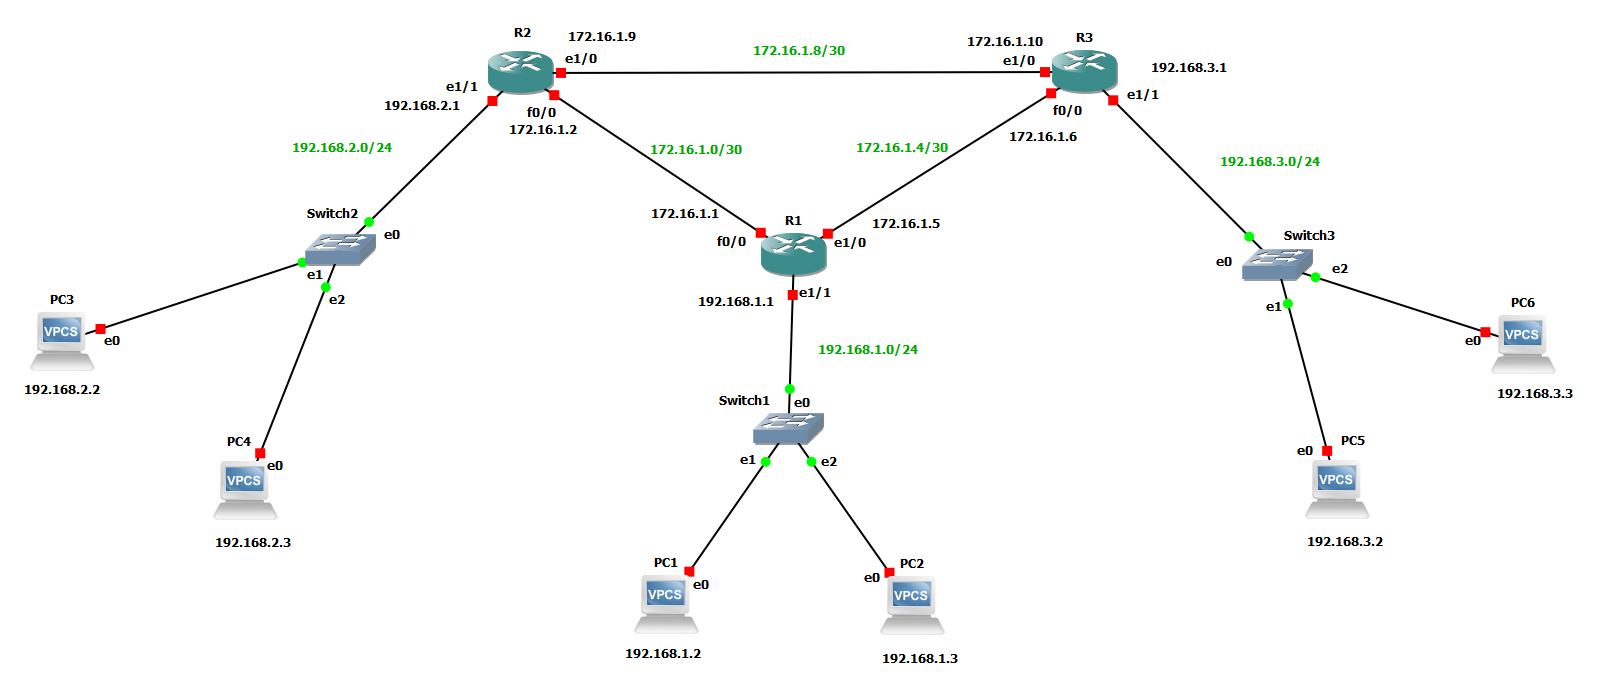 R2
172.16.1.9
e1/0
172.16.1.8/30
172.16.1.10
R3
e1/0
192.168.3.1
e1/1
192.168.2.1
f0/0
172.16.1.2
f0/0
e1/1
172.16.1.6
192.168.2.0/24
172.16.1.0/30
172.16.1.4/30
192.168.3.0/24
Switch2
e0
172.16.1.1
R1
172.16.1.5
f0/0
e1/0
Switch3
e0
e2
e1
e2
PC3
VPCS
e0
192.168.2.2
192.168.1.1
e1/1
e1
PC6
VPCS
e0
192.168.3.3
192.168.1.0/24
Switch1
e0
PC4
e0
VPCS
192.168.2.3
e1
e2
PC5
e0
VPCS
192.168.3.2
PC1
e0
VPCS
192.168.1.2
PC2
e0
VPCS
192.168.1.3